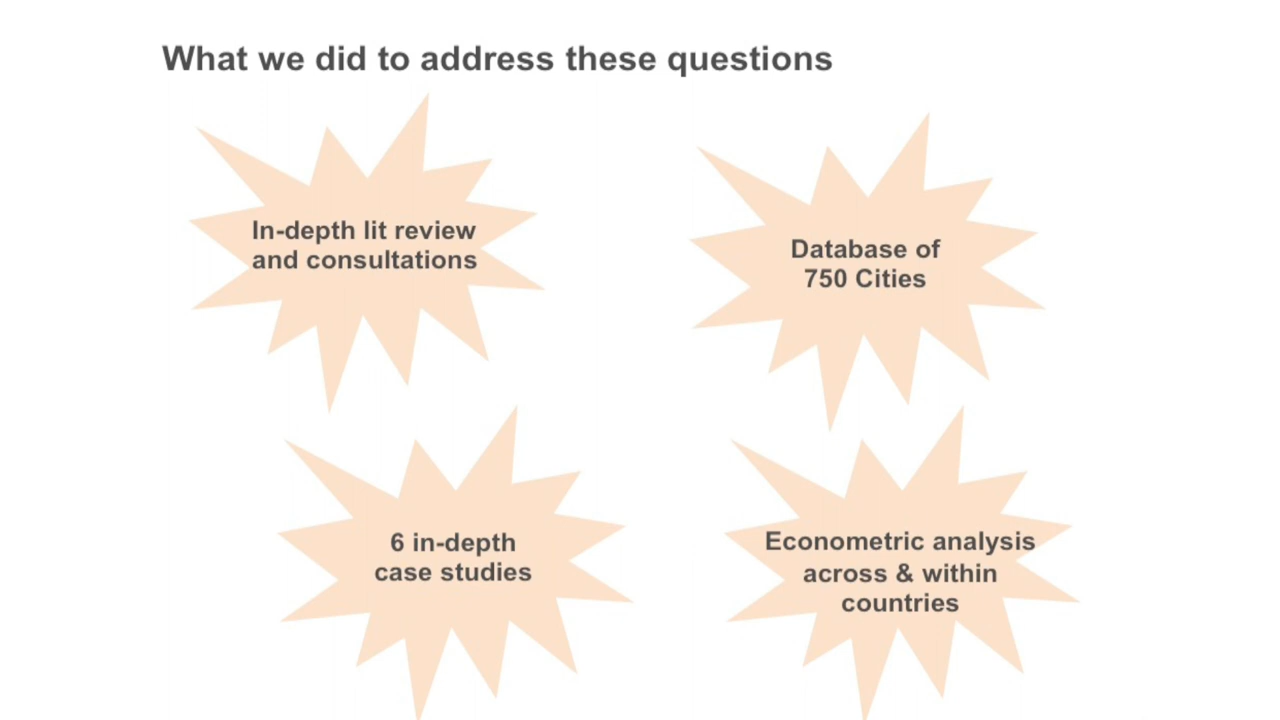 What we did to address these questions
In-depth lit review
and consultations
Database of
750 Cities
6 in-depth
case studies
Econometric analysis
across & within
countries